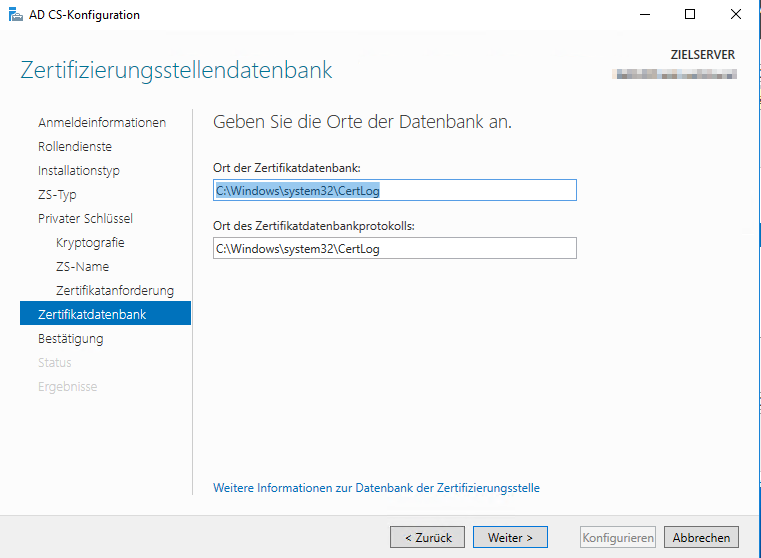 AD CS-Konfiguration
Zertifizierungsstellendatenbank
ZIELSERVER
Anmeldeinformationen
Rollendienste
Installationstyp
ZS-Typ
Privater Schlüssel
Kryptografie
ZS-Name
Zertifikatanforderung
Zertifikatdatenbank
Bestätigung
Status
Ergebnisse
Geben Sie die Orte der Datenbank an.
Ort der Zertifikatdatenbank:
C:\Windows\system32\CertLog
Ort des Zertifikatdatenbankprotokolls:
C:\Windows\system32\CertLog
Weitere Informationen zur Datenbank der Zertifizierungsstelle
< Zurück
Weiter >
Konfigurieren
Abbrechen